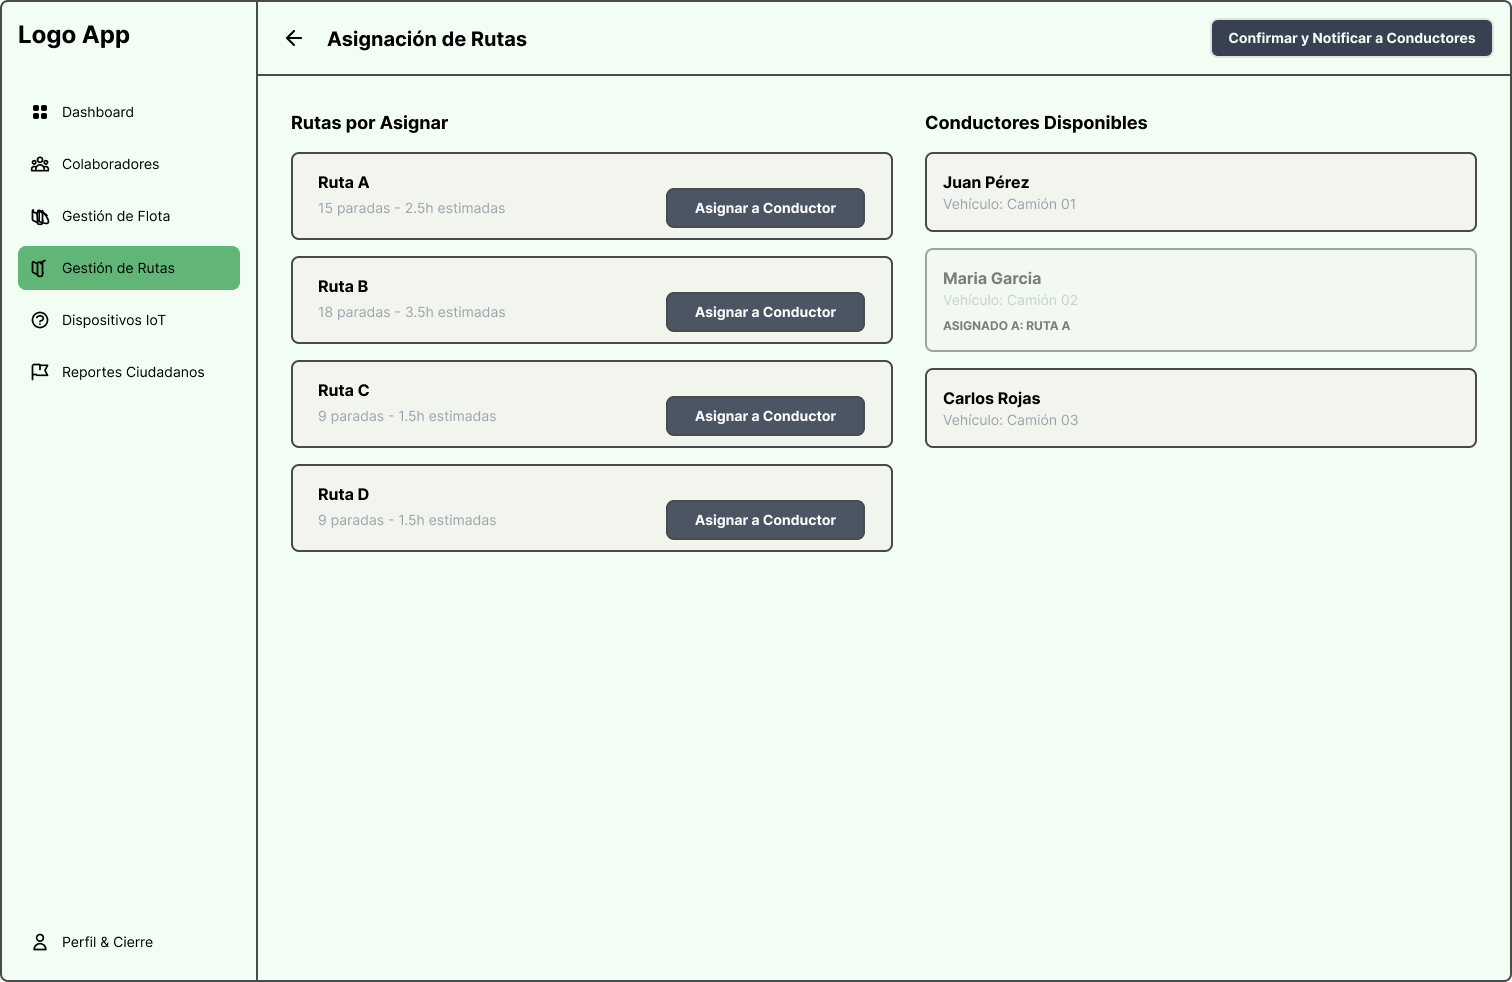 Logo App
Dashboard
Colaboradores
Gestión de Flota
Gestión de Rutas
Dispositivos IoT
Reportes Ciudadanos
Perfil & Cierre
Asignación de Rutas
Confirmar y Notificar a Conductores
Rutas por Asignar
Ruta A
15 paradas - 2.5h estimadas
Asignar a Conductor
Ruta B
18 paradas - 3.5h estimadas
Asignar a Conductor
Ruta C
9 paradas - 1.5h estimadas
Asignar a Conductor
Ruta D
9 paradas - 1.5h estimadas
Asignar a Conductor
Conductores Disponibles
Juan Pérez
Vehículo: Camión 01
Maria Garcia
Vehículo: Camión 02
ASIGNADO A: RUTA A
Carlos Rojas
Vehículo: Camión 03